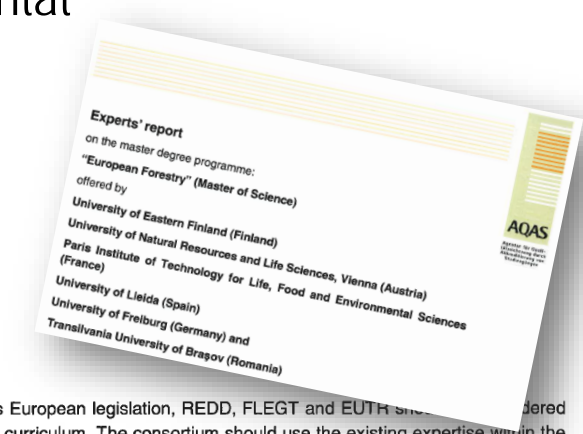 ntal
Experts' report
on the master degree programme:
"European Forestry" (Master of Science)
offered by
University of Eastern Finland (Finland)
University of Natural Resources and Life Sciences, Vienna (Austria)
Paris Institute of Technology for Life, Food and Environmental Sciences
(France)
University of Lleida (Spain)
University of Freiburg (Germany) and
Transilvania University of Braşov (Romania)
AQAS
European legislation, REDD, FLEGT and EUTR
curriculum. The consortium should use the existing expertise within the